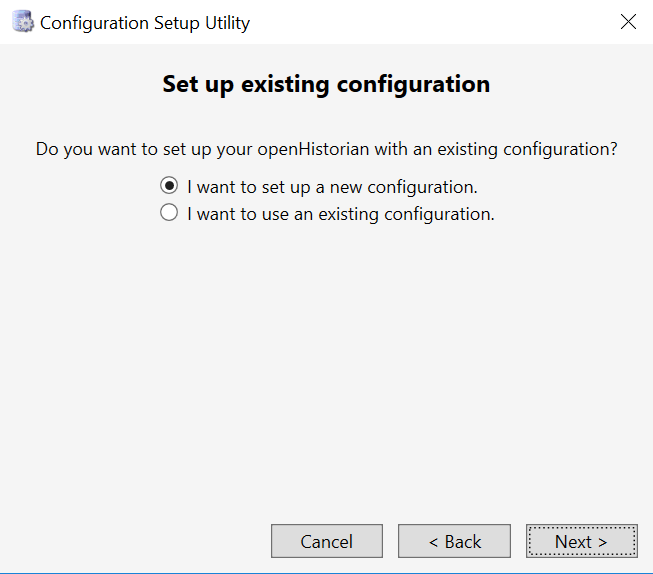 Configuration Setup Utility
Set up existing configuration
Do you want to set up your openHistorian with an existing configuration?
I want to set up a new configuration.
I want to use an existing configuration.
Cancel
< Back
Next >